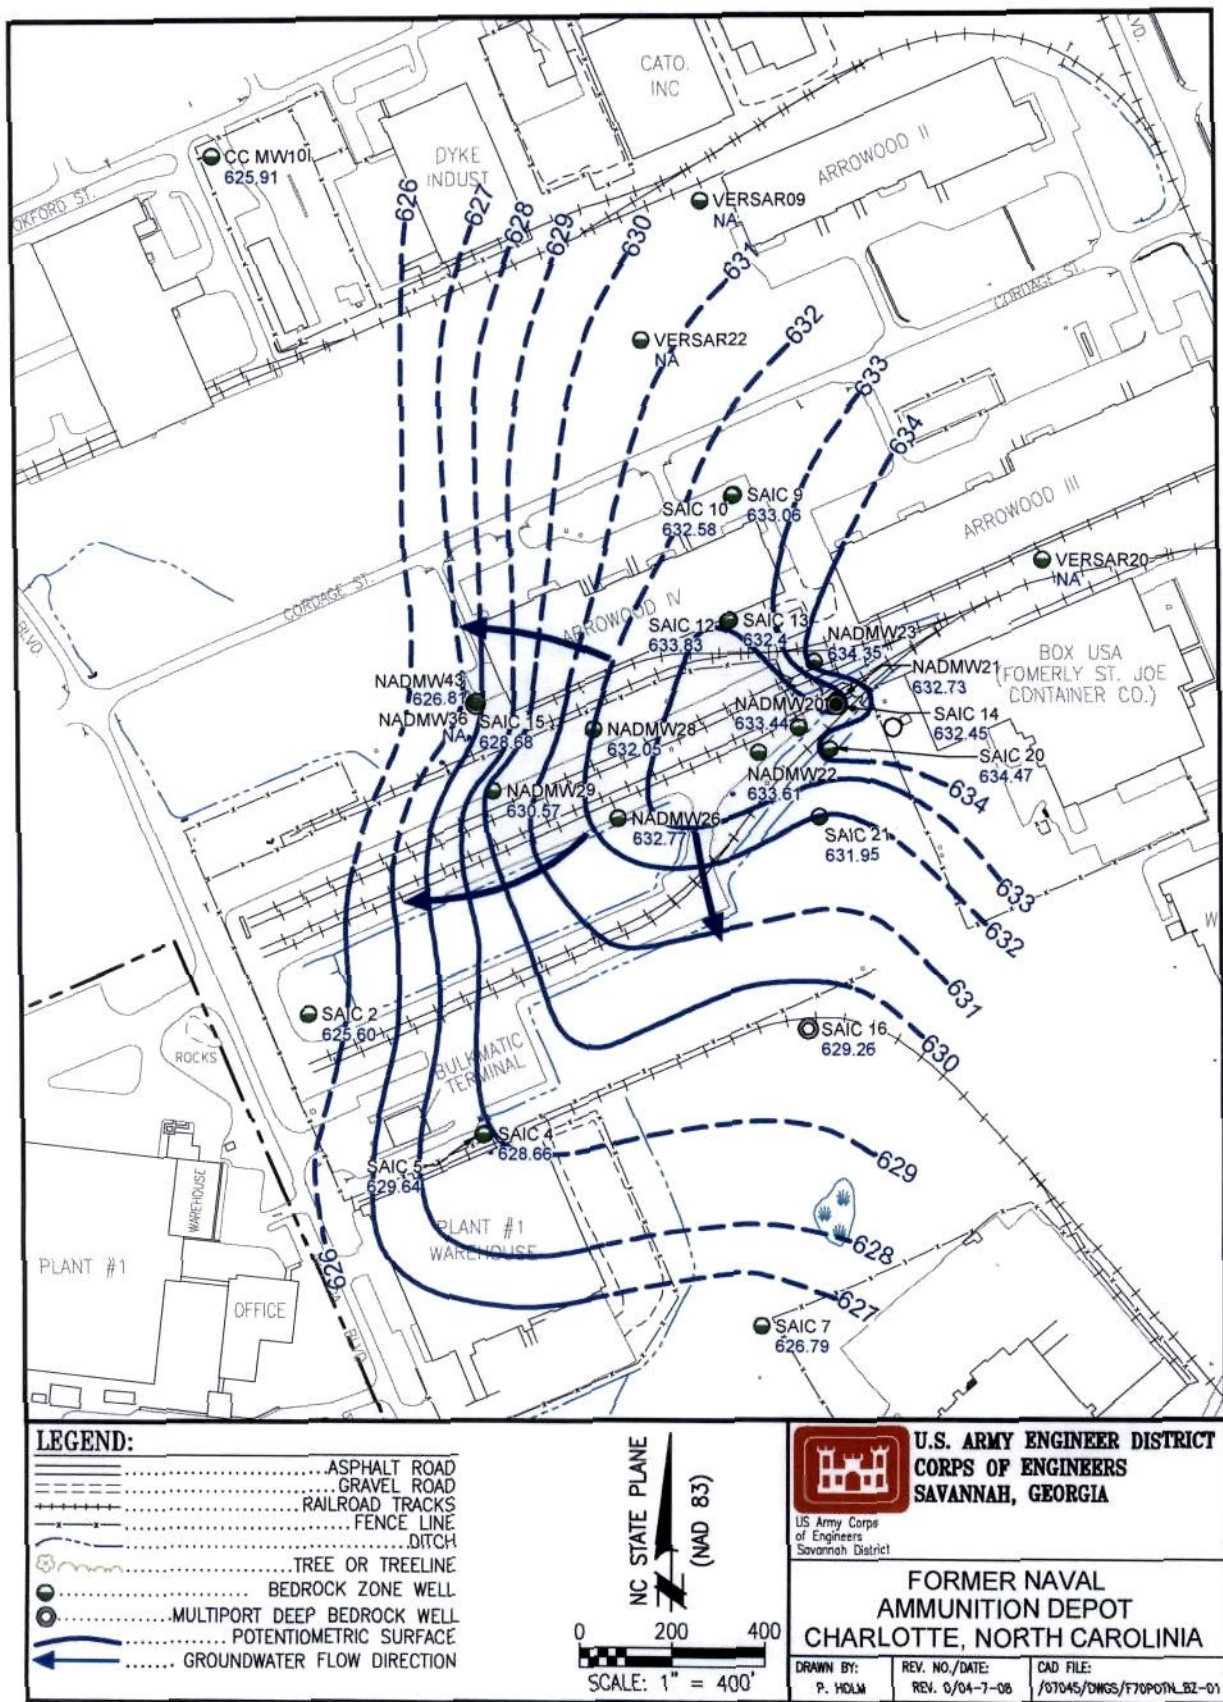 CATO.
INC
DYKE
INDUST
ARROWOOD II
CC MW10I
625.91
OKFORD ST.
BLVD.
VERSAR09
NA
626
627
628
629
630
631
632
633
634
VERSAR22
NA
CORDAGE ST.
SAIC 9
633.06
SAIC 10
632.58
ARROWOOD III
VERSAR20
NA
CORDAGE ST.
BLVD.
ARROWOOD IV
SAIC 12
633.83
SAIC 13
632.4
NADMW23
634.35
NADMW21
632.73
BOX USA
(FOMERLY ST. JOE
CONTAINER CO.)
NADMW43
626.81
NADMW36
NA
SAIC 15
628.68
NADMW28
632.05
NADMW20
633.44
SAIC 14
632.45
SAIC 20
634.47
NADMW22
633.61
NADMW29
630.57
NADMW26
632.77
SAIC 21
631.95
634
633
632
631
630
629
628
627
626
SAIC 2
625.60
ROCKS
BULKMATIC
TERMINAL
SAIC 16
629.26
SAIC 4
628.66
SAIC 5
629.64
WAREHOUSE
PLANT #1
WAREHOUSE
PLANT #1
OFFICE
BLVD
SAIC 7
626.79
W
LEGEND:
ASPHALT ROAD
GRAVEL ROAD
RAILROAD TRACKS
FENCE LINE
DITCH
TREE OR TREELINE
BEDROCK ZONE WELL
MULTIPORT DEEP BEDROCK WELL
POTENTIOMETRIC SURFACE
GROUNDWATER FLOW DIRECTION
NC STATE PLANE
(NAD 83)
0 200 400
SCALE: 1" = 400'
US Army Corps
of Engineers
Savannah District
U.S. ARMY ENGINEER DISTRICT
CORPS OF ENGINEERS
SAVANNAH, GEORGIA
FORMER NAVAL
AMMUNITION DEPOT
CHARLOTTE, NORTH CAROLINIA
DRAWN BY:
P. HOLM
REV. NO./DATE:
REV. 0/04-7-08
CAD FILE:
/07045/DWGS/F70POTN_BZ-01